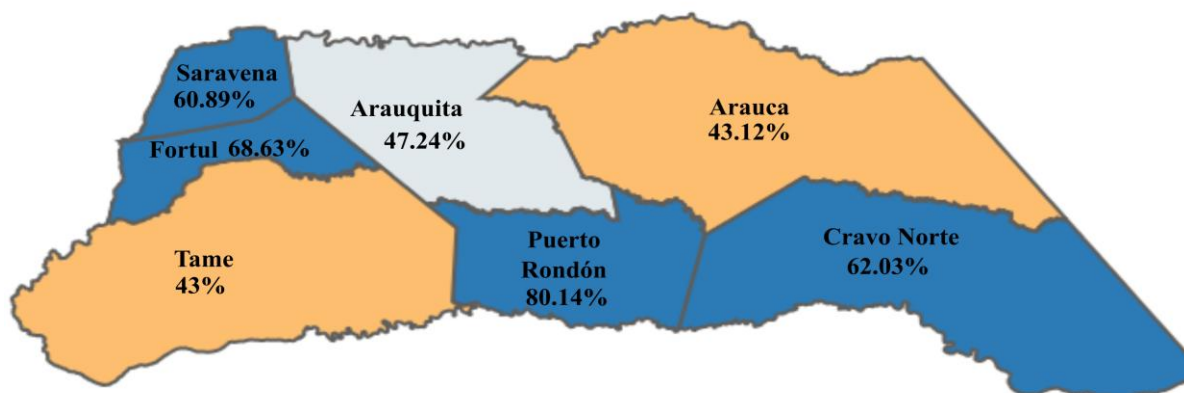 Saravena
60.89%
Arauquita
47.24%
Arauca
43.12%
Fortul 68.63%
Tame
43%
Puerto
Rondón
80.14%
Cravo Norte
62.03%